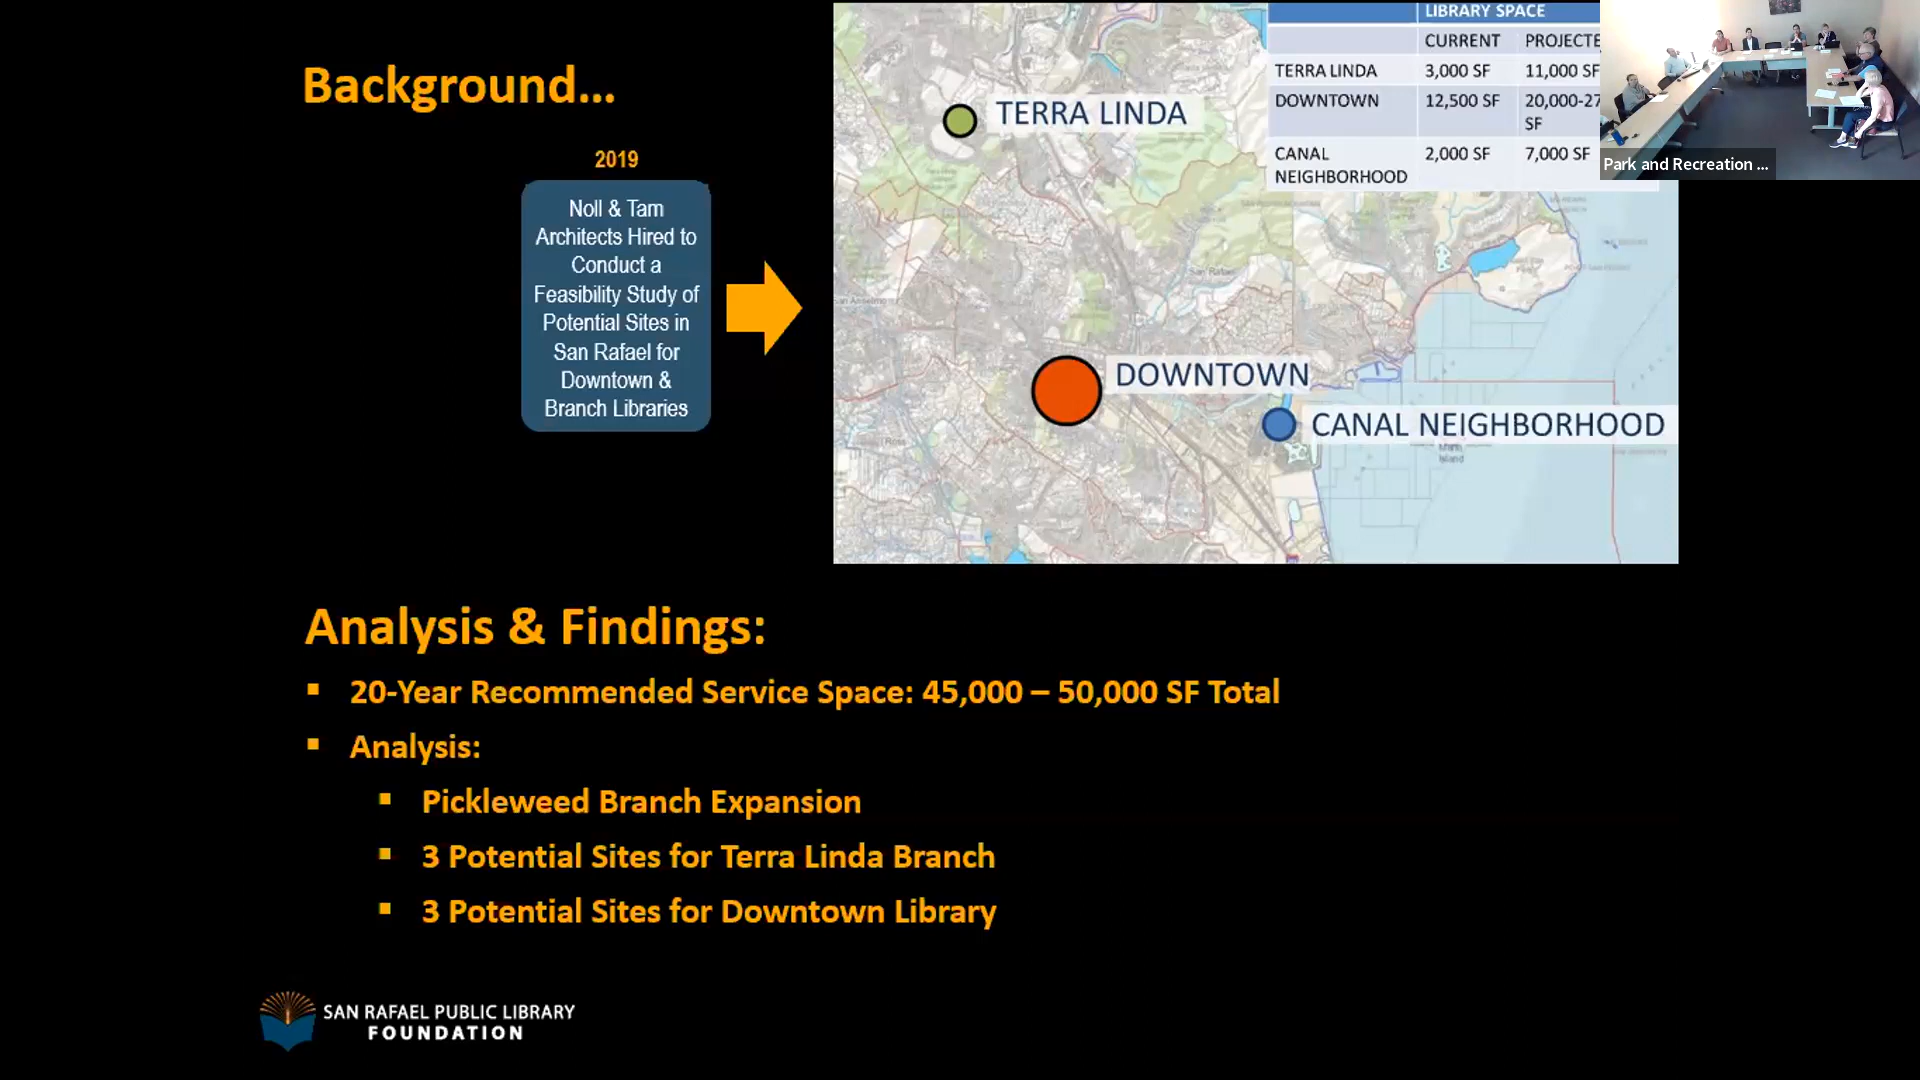 Background...
2019
Noll & Tam
Architects Hired to
Conduct a
Feasibility Study of
Potential Sites in
San Rafael for
Downtown &
Branch Libraries
TERRA LINDA
DOWNTOWN
CANAL NEIGHBORHOOD
LIBRARY SPACE
CURRENT PROJECTE
TERRA LINDA 3,000 SF 11,000 SF
DOWNTOWN 12,500 SF 20,000-27
SF
CANAL 2,000 SF 7,000 SF
NEIGHBORHOOD
San Rafael
Island
Park and Recreation ...
Analysis & Findings:
▪ 20-Year Recommended Service Space: 45,000 – 50,000 SF Total
▪ Analysis:
▪ Pickleweed Branch Expansion
▪ 3 Potential Sites for Terra Linda Branch
▪ 3 Potential Sites for Downtown Library
SAN RAFAEL PUBLIC LIBRARY
FOUNDATION